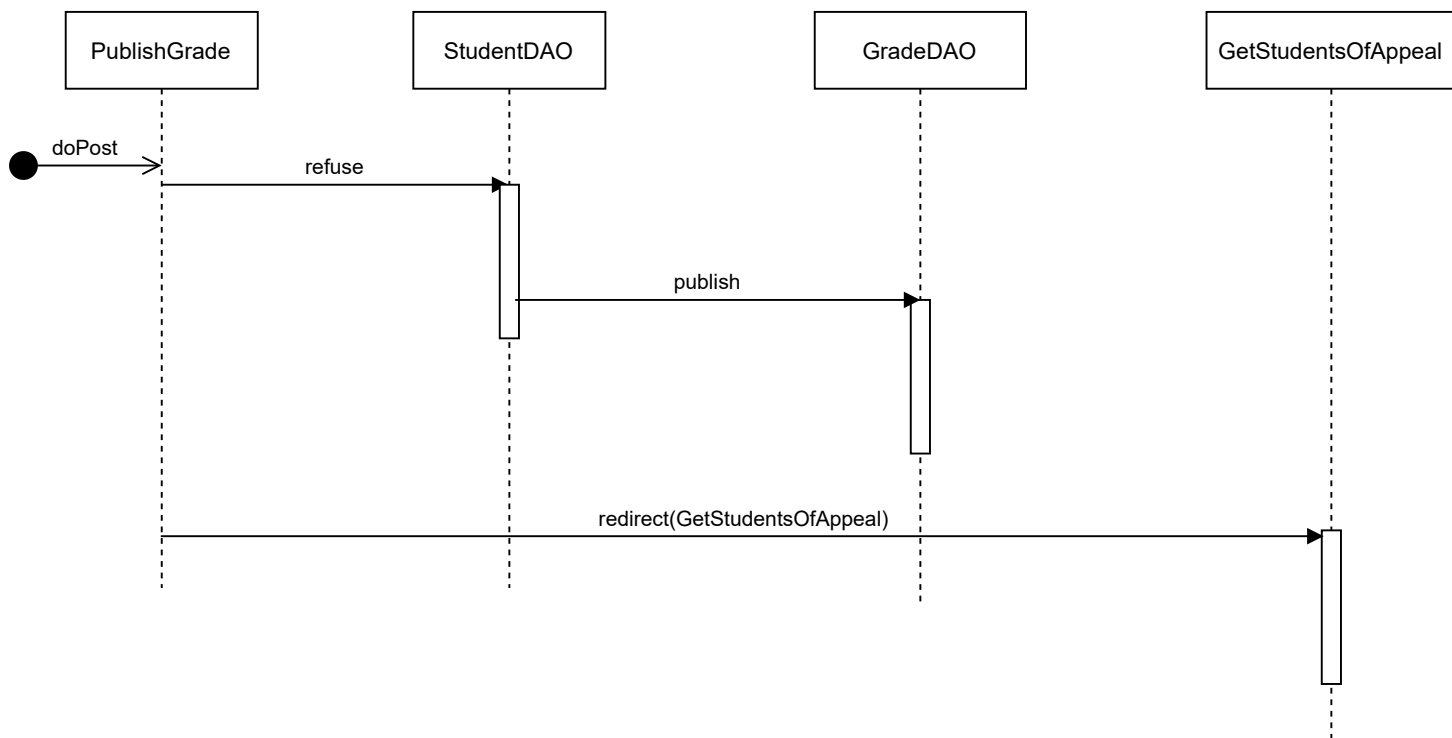 PublishGrade
StudentDAO
GradeDAO
GetStudentsOfAppeal
doPost
refuse
publish
redirect(GetStudentsOfAppeal)